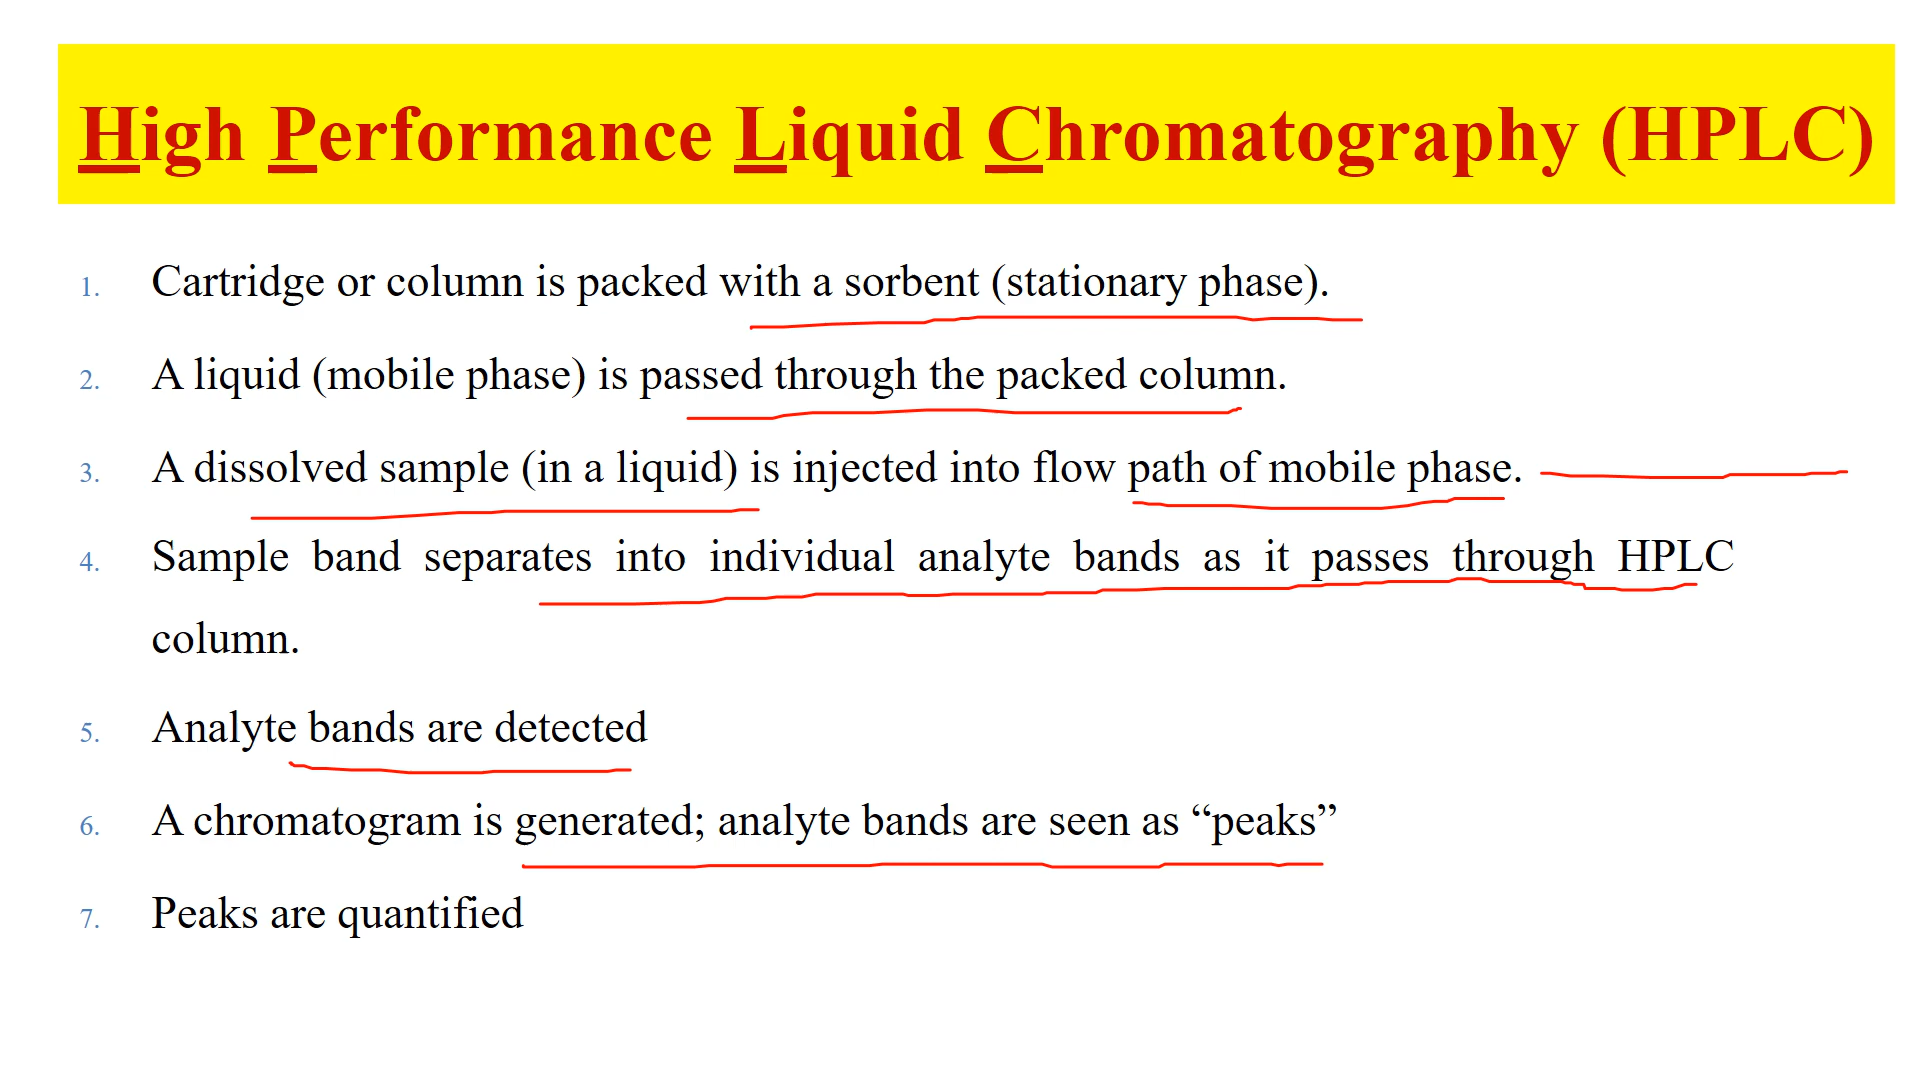 High Performance Liquid Chromatography (HPLC)
1. Cartridge or column is packed with a sorbent (stationary phase).
2. A liquid (mobile phase) is passed through the packed column.
3. A dissolved sample (in a liquid) is injected into flow path of mobile phase.
4. Sample band separates into individual analyte bands as it passes through HPLC
column.
5. Analyte bands are detected
6. A chromatogram is generated; analyte bands are seen as “peaks”
7. Peaks are quantified